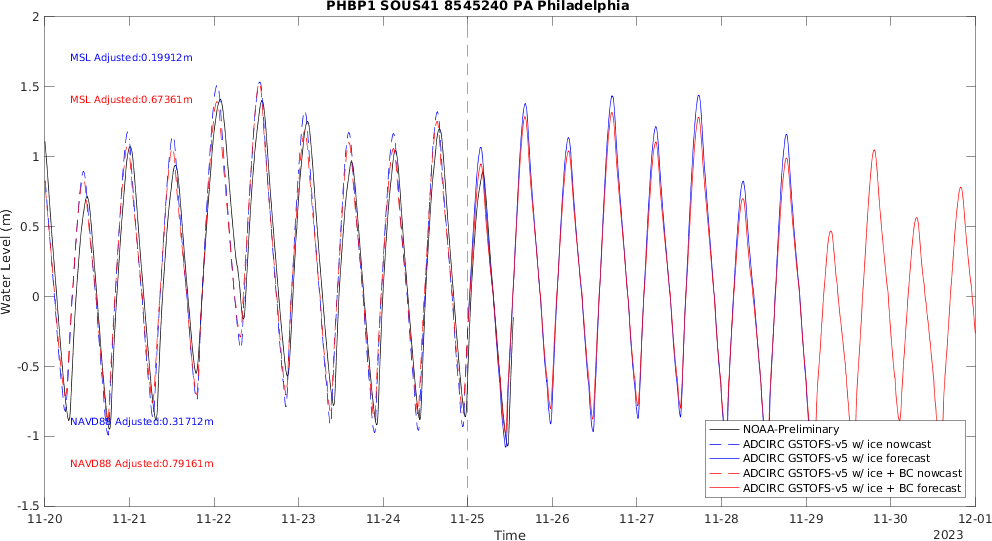 PHBP1 SOUS41 8545240 PA Philadelphia
2
1.5
1
0.5
0
-0.5
-1
-1.5
Water Level (m)
MSL Adjusted:0.19912m
MSL Adjusted:0.67361m
NAVD88 Adjusted:0.31712m
NAVD88 Adjusted:0.79161m
NOAA-Preliminary
ADCIRC GSTOFS-v5 w/ ice nowcast
ADCIRC GSTOFS-v5 w/ ice forecast
ADCIRC GSTOFS-v5 w/ ice + BC nowcast
ADCIRC GSTOFS-v5 w/ ice + BC forecast
11-20 11-21 11-22 11-23 11-24 11-25 11-26 11-27 11-28 11-29 11-30 12-01
Time
2023